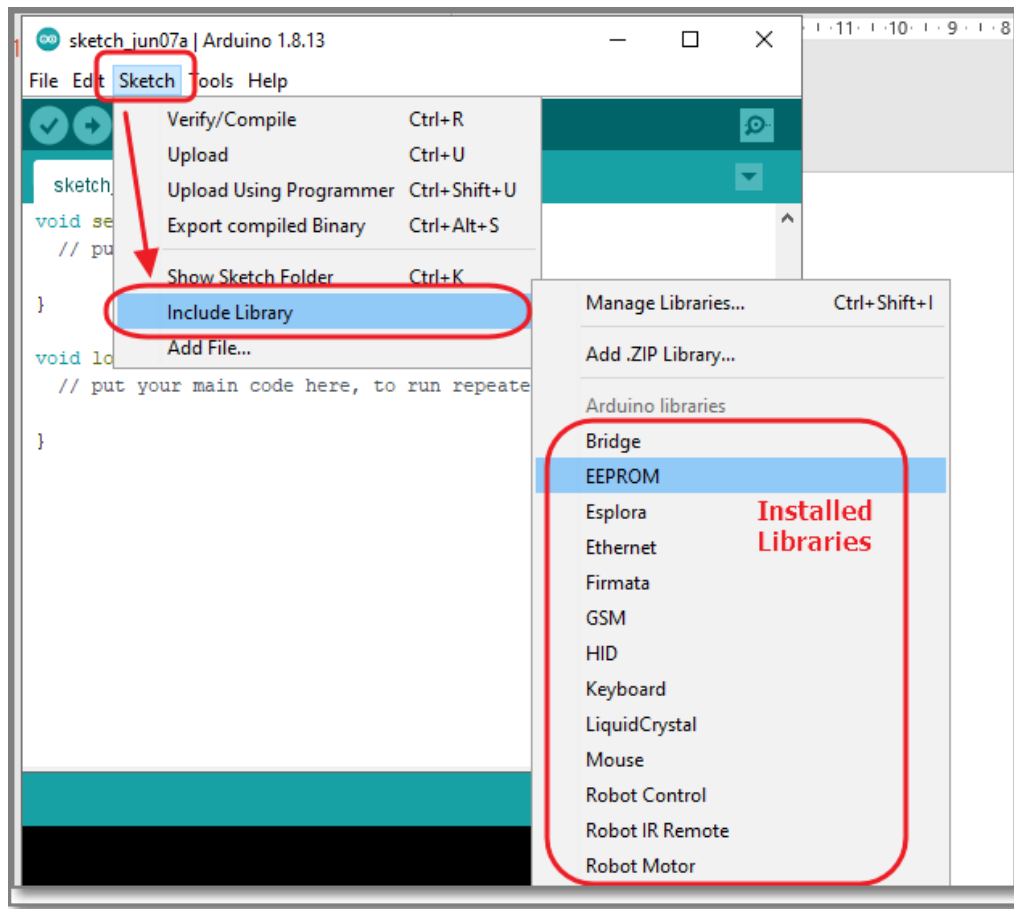 sketch_jun07a | Arduino 1.8.13
11 10 9 8
File Edit Sketch Tools Help
Verify/Compile Ctrl+R
Upload Ctrl+U
Upload Using Programmer Ctrl+Shift+U
Export compiled Binary Ctrl+Alt+S
Show Sketch Folder Ctrl+K
Include Library
Add File...
sketch_
void se
// pu
}
void lo
// put your main code here, to run repeate
}
Manage Libraries... Ctrl+Shift+I
Add .ZIP Library...
Arduino libraries
Bridge
EEPROM
Esplora
Ethernet
Firmata
GSM
HID
Keyboard
LiquidCrystal
Mouse
Robot Control
Robot IR Remote
Robot Motor
Installed
Libraries